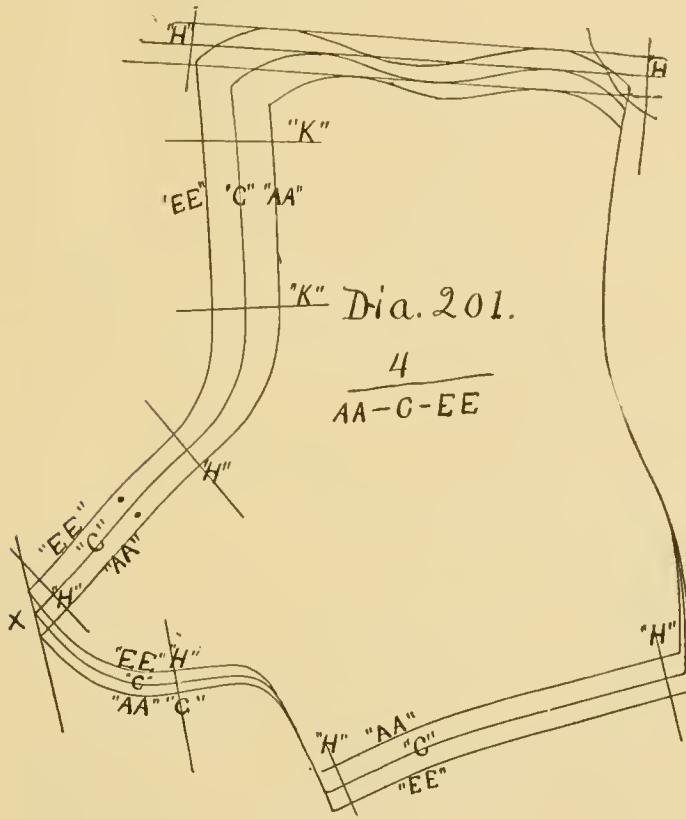 "H"
"H
"K"
"EE" "C" "AA"
"K"
Dia. 201.
4
AA-C-EE
"H"
"EE"
"C"
"AA"
"H"
X
"EE" "H"
"C"
"AA" "C"
"H"
"H" "AA"
"C"
"EE"